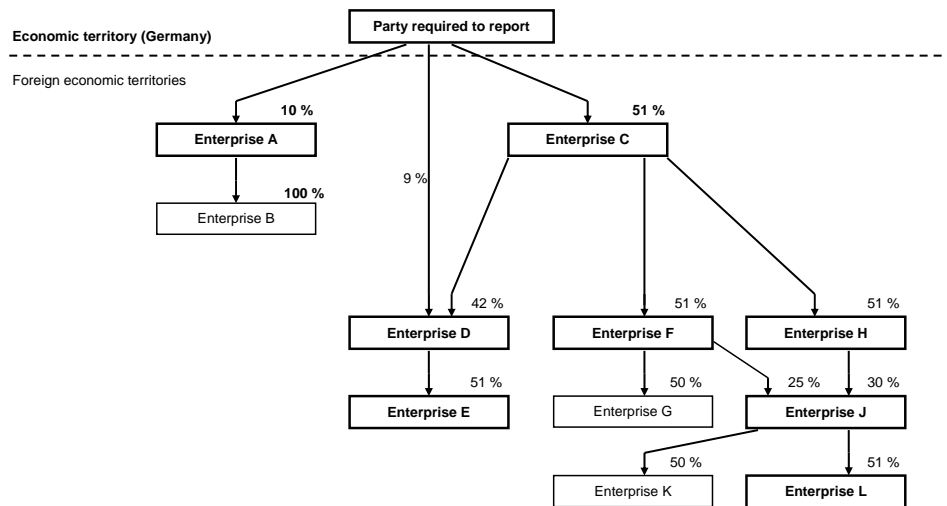 Party required to report
Economic territory (Germany)
Foreign economic territories
10 %
51 %
Enterprise A
Enterprise C
9 %
100 %
Enterprise B
42 %
51 %
51 %
Enterprise D
Enterprise F
Enterprise H
51 %
50 %
25 %
30 %
Enterprise E
Enterprise G
Enterprise J
50 %
51 %
Enterprise K
Enterprise L